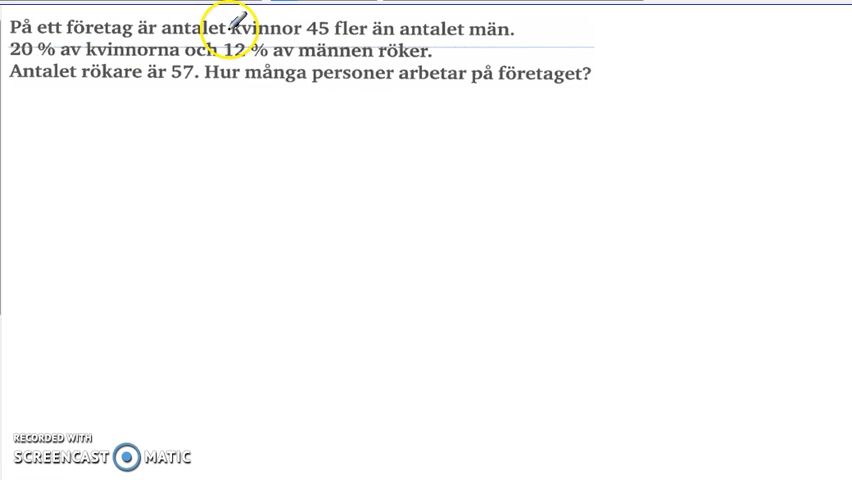 På ett företag är antalet kvinnor 45 fler än antalet män.
20 % av kvinnorna och 12 % av männen röker.
Antalet rökare är 57. Hur många personer arbetar på företaget?
RECORDED WITH
SCREENCAST MATIC